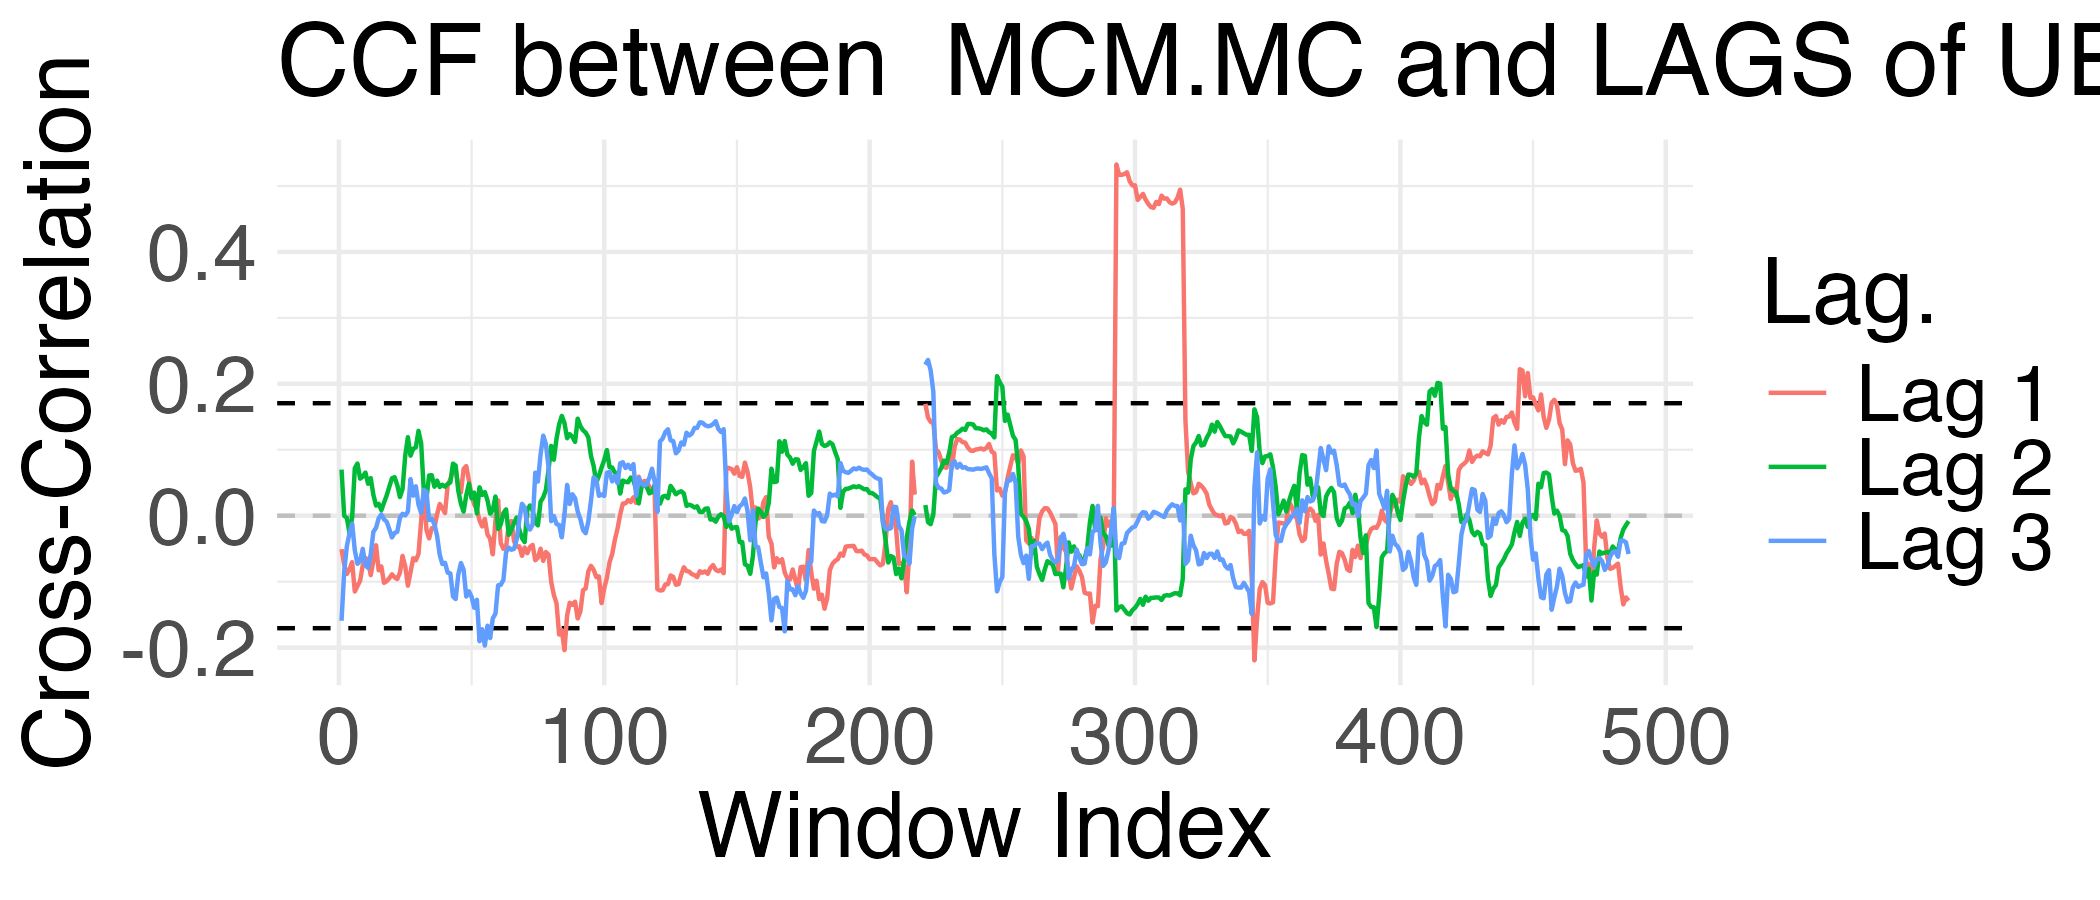 CCF between MCM.MC and LAGS of UE
Cross-Correlation
0.4
0.2
0.0
-0.2
0
100
200
300
400
500
Window Index
Lag.
Lag 1
Lag 2
Lag 3